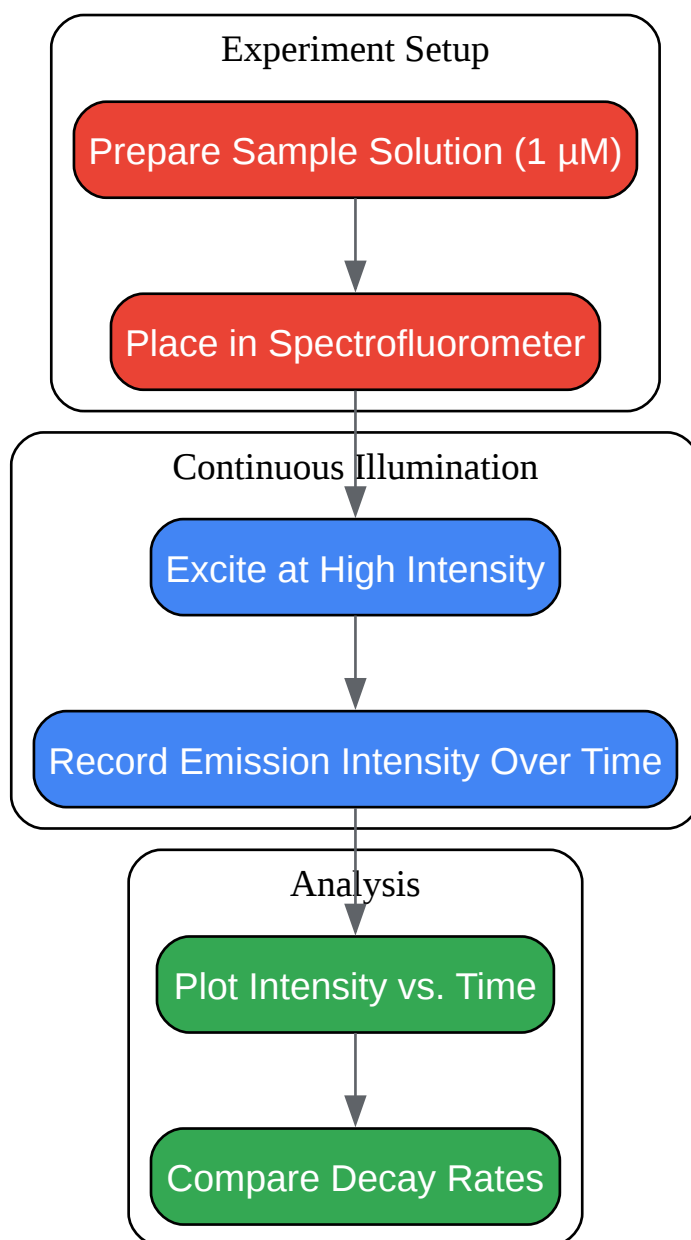 Experiment Setup
Prepare Sample Solution (1 µM)
Place in Spectrofluorometer
Continuous Illumination
Excite at High Intensity
Record Emission Intensity Over Time
Analysis
Plot Intensity vs. Time
Compare Decay Rates